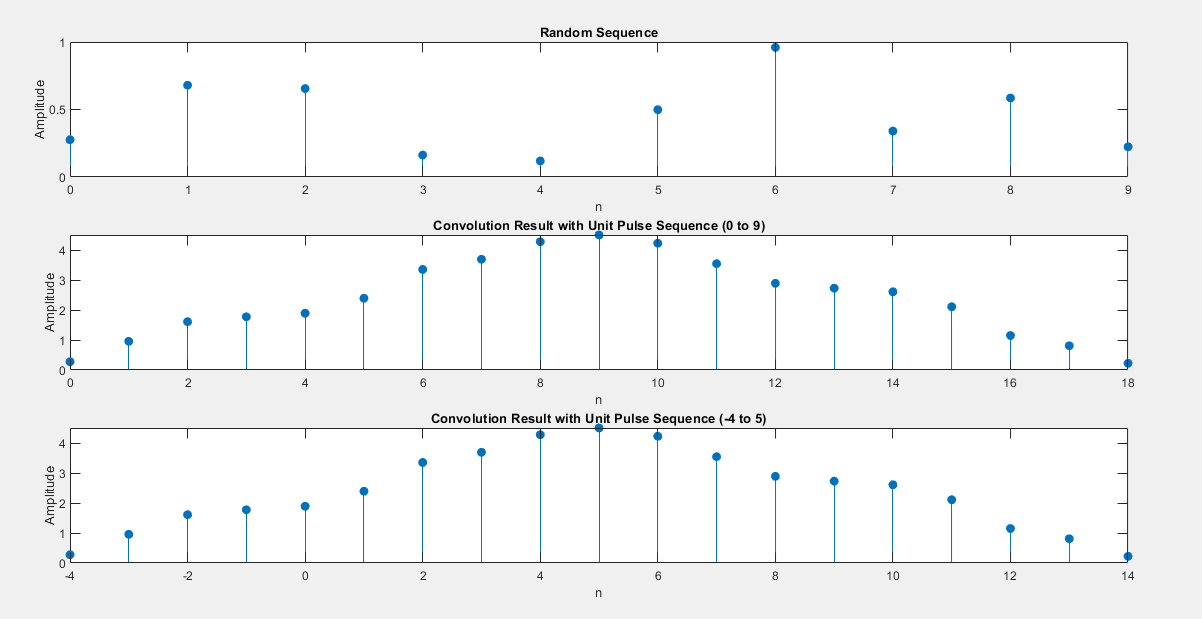 Random Sequence
1
0.5
0
Amplitude
0 1 2 3 4 5 6 7 8 9
n
Convolution Result with Unit Pulse Sequence (0 to 9)
4
3
2
1
0
Amplitude
0 2 4 6 8 10 12 14 16 18
n
Convolution Result with Unit Pulse Sequence (-4 to 5)
4
3
2
1
0
Amplitude
-4 -2 0 2 4 6 8 10 12 14
n